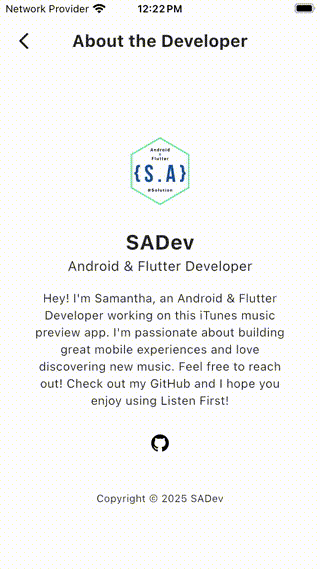 Network Provider 12:22 PM
About the Developer
Android
+
Flutter
{S.A}
#Solution
SADev
Android & Flutter Developer
Hey! I'm Samantha, an Android & Flutter
Developer working on this iTunes music
preview app. I'm passionate about building
great mobile experiences and love
discovering new music. Feel free to reach
out! Check out my GitHub and I hope you
enjoy using Listen First!
Copyright © 2025 SADev